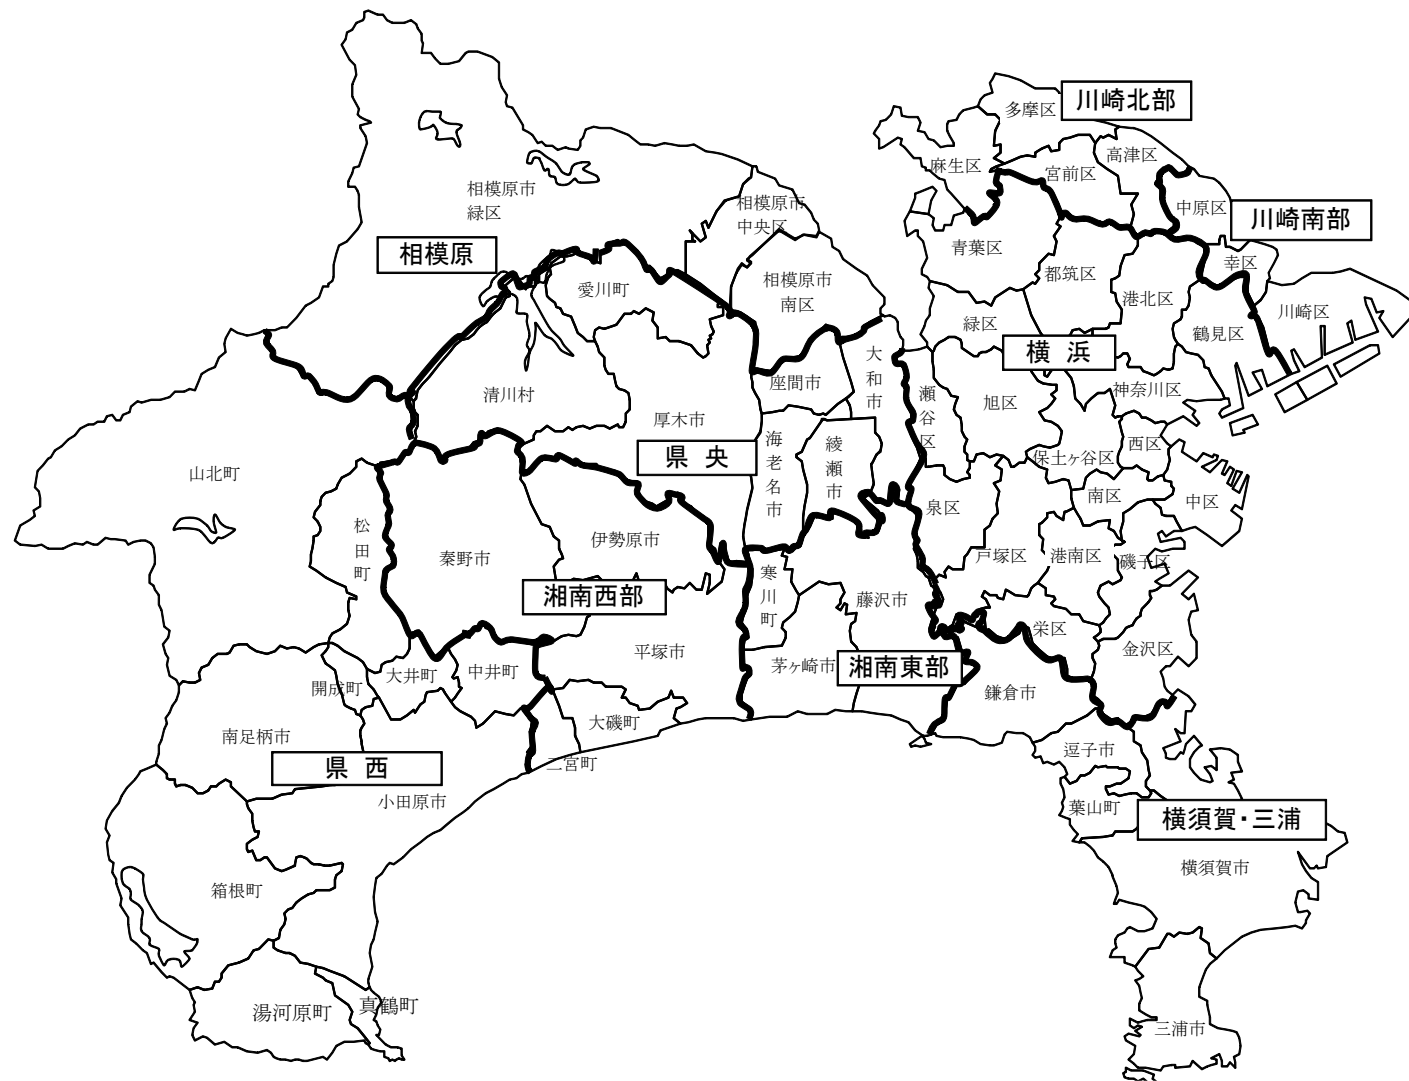 川崎北部
多摩区
麻生区
宮前区
高津区
中原区
川崎南部
相模原市
緑区
相模原市
中央区
相模原
青葉区
都筑区
幸区
愛川町
相模原市
南区
港北区
川崎区
緑区
鶴見区
横 浜
座間市
大和市
清川村
厚木市
瀬谷区
旭区
神奈川区
県 央
海老名市
綾瀬市
保土ヶ谷区
西区
山北町
南区
中区
松田町
秦野市
伊勢原市
泉区
戸塚区
港南区
磯子区
湘南西部
寒川町
藤沢市
栄区
金沢区
平塚市
茅ヶ崎市
湘南東部
開成町
大井町
中井町
鎌倉市
南足柄市
大磯町
逗子市
県 西
二宮町
小田原市
葉山町
横須賀・三浦
箱根町
横須賀市
湯河原町
真鶴町
三浦市